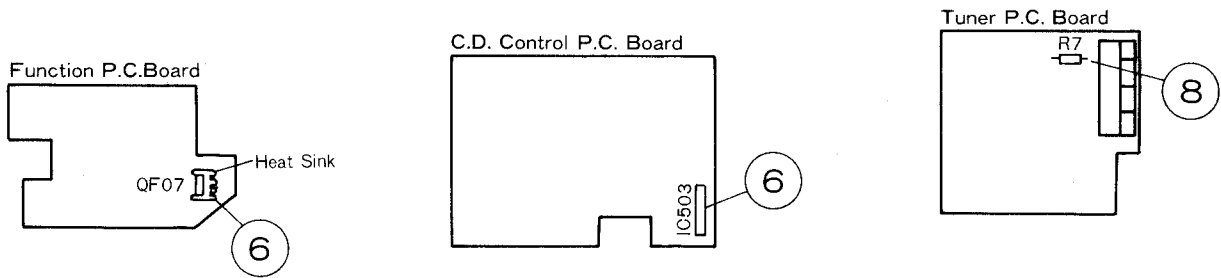 Function P.C.Board
Heat Sink
QF07
6
C.D. Control P.C. Board
IC503
6
Tuner P.C. Board
R7
8